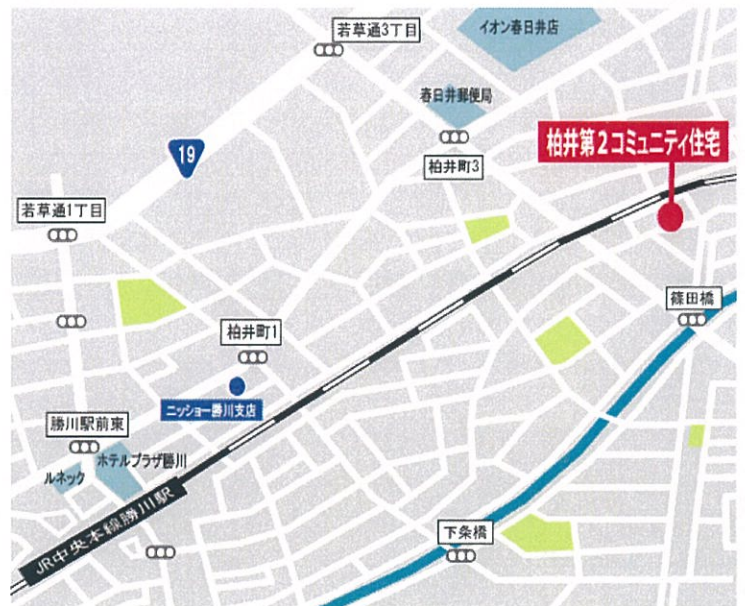 若草通3丁目
イオン春日井店
春日井郵便局
柏井第2コミュニティ住宅
19
柏井町3
若草通1丁目
篠田橋
柏井町1
ニッショー勝川支店
勝川駅前東
ホテルプラザ勝川
ルネック
JR中央本線勝川駅
下条橋